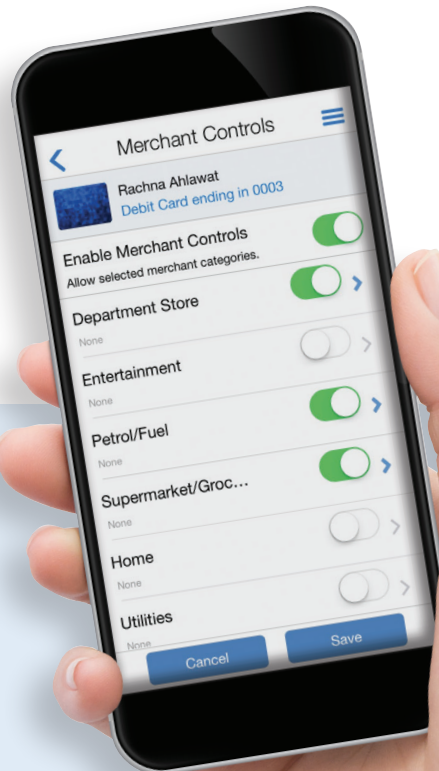 Merchant Controls
Rachna Ahlawat
Debit Card ending in 0003
Enable Merchant Controls
Allow selected merchant categories.
Department Store
None
Entertainment
None
Petrol/Fuel
None
Supermarket/Groc...
None
Home
None
Utilities
None
Cancel
Save